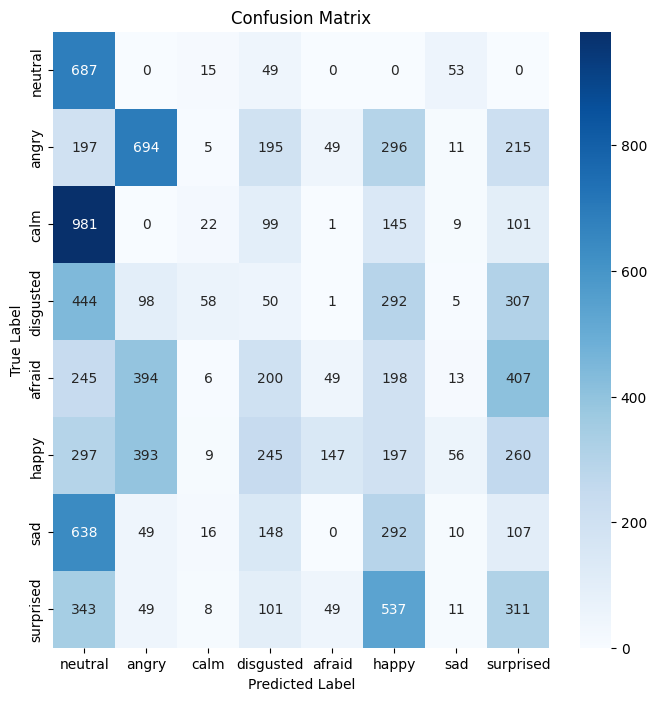 Confusion Matrix
True Label
neutral 687 0 15 49 0 0 53 0
angry 197 694 5 195 49 296 11 215
calm 981 0 22 99 1 145 9 101
disgusted 444 98 58 50 1 292 5 307
afraid 245 394 6 200 49 198 13 407
happy 297 393 9 245 147 197 56 260
sad 638 49 16 148 0 292 10 107
surprised 343 49 8 101 49 537 11 311
neutral angry calm disgusted afraid happy sad surprised
Predicted Label
800
600
400
200
0